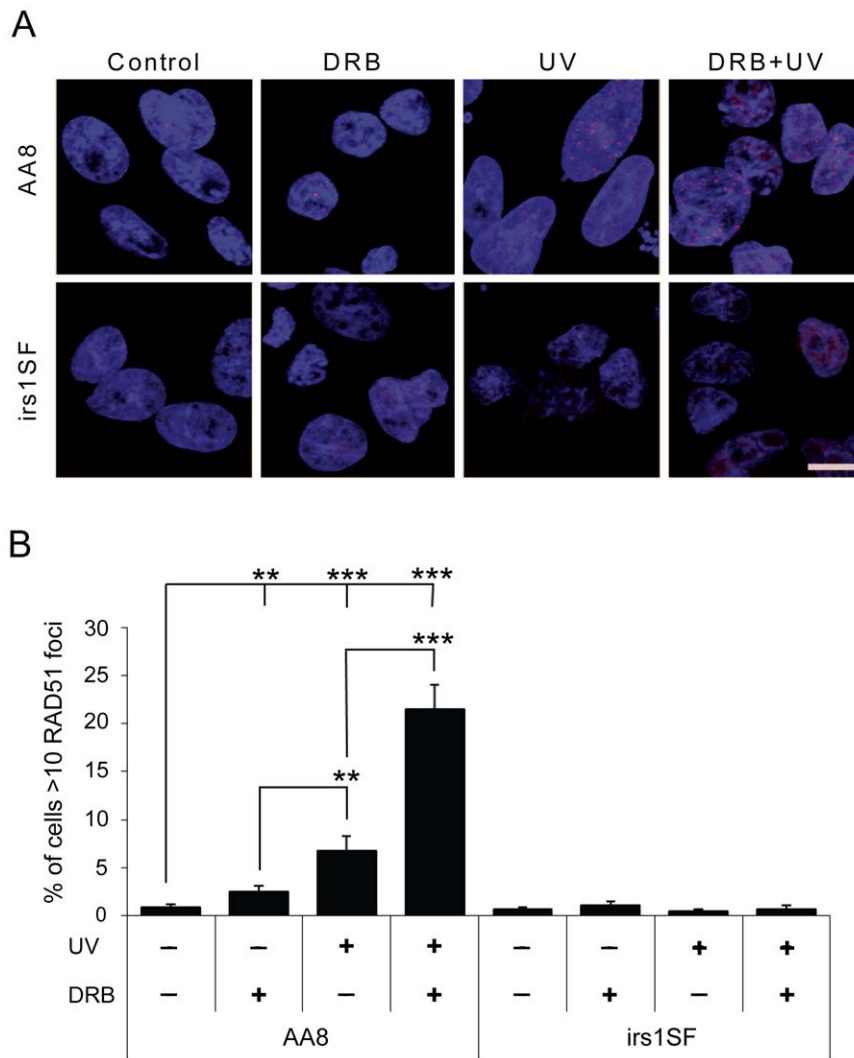 A
Control DRB UV DRB+UV
AA8
irs1SF
B
** *** ***
***
**
% of cells >10 RAD51 foci
30
25
20
15
10
5
0
UV – – + + – – + +
DRB – + – + – + – +
AA8 irs1SF